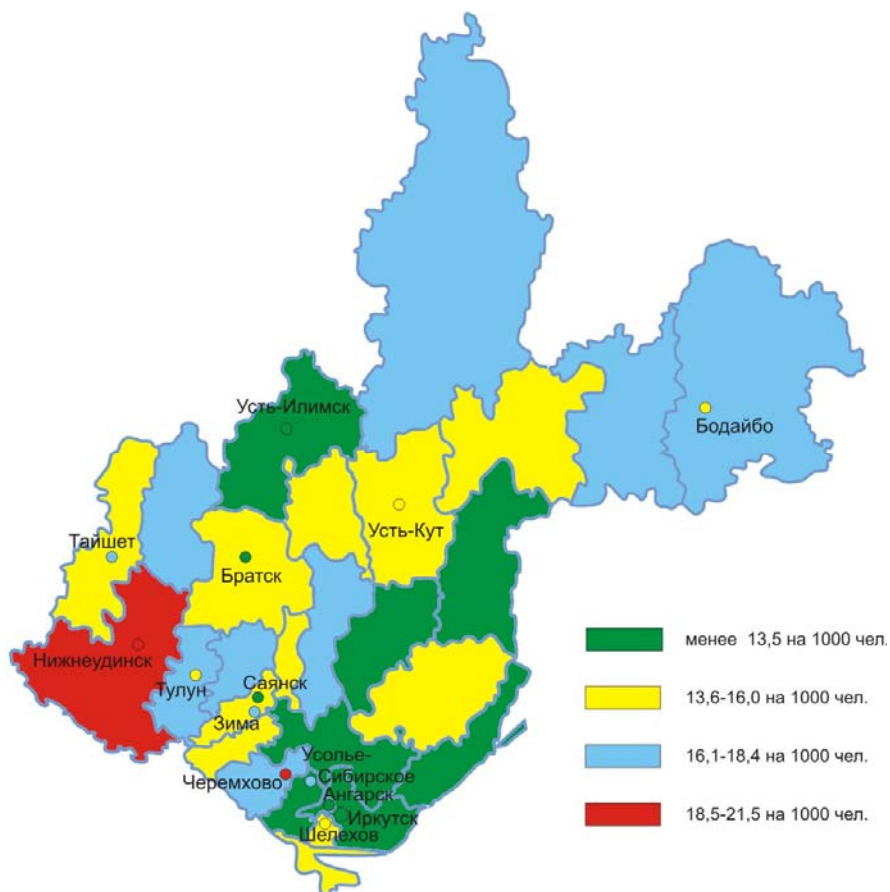 Усть-Илимск
Бодайбо
Усть-Кут
Тайшет
Братск
Нижнеудинск
Тулун
Саянск
Зима
Усолье-
Сибирское
Черемхово
Ангарск
Иркутск
Шелехов
менее 13,5 на 1000 чел.
13,6-16,0 на 1000 чел.
16,1-18,4 на 1000 чел.
18,5-21,5 на 1000 чел.